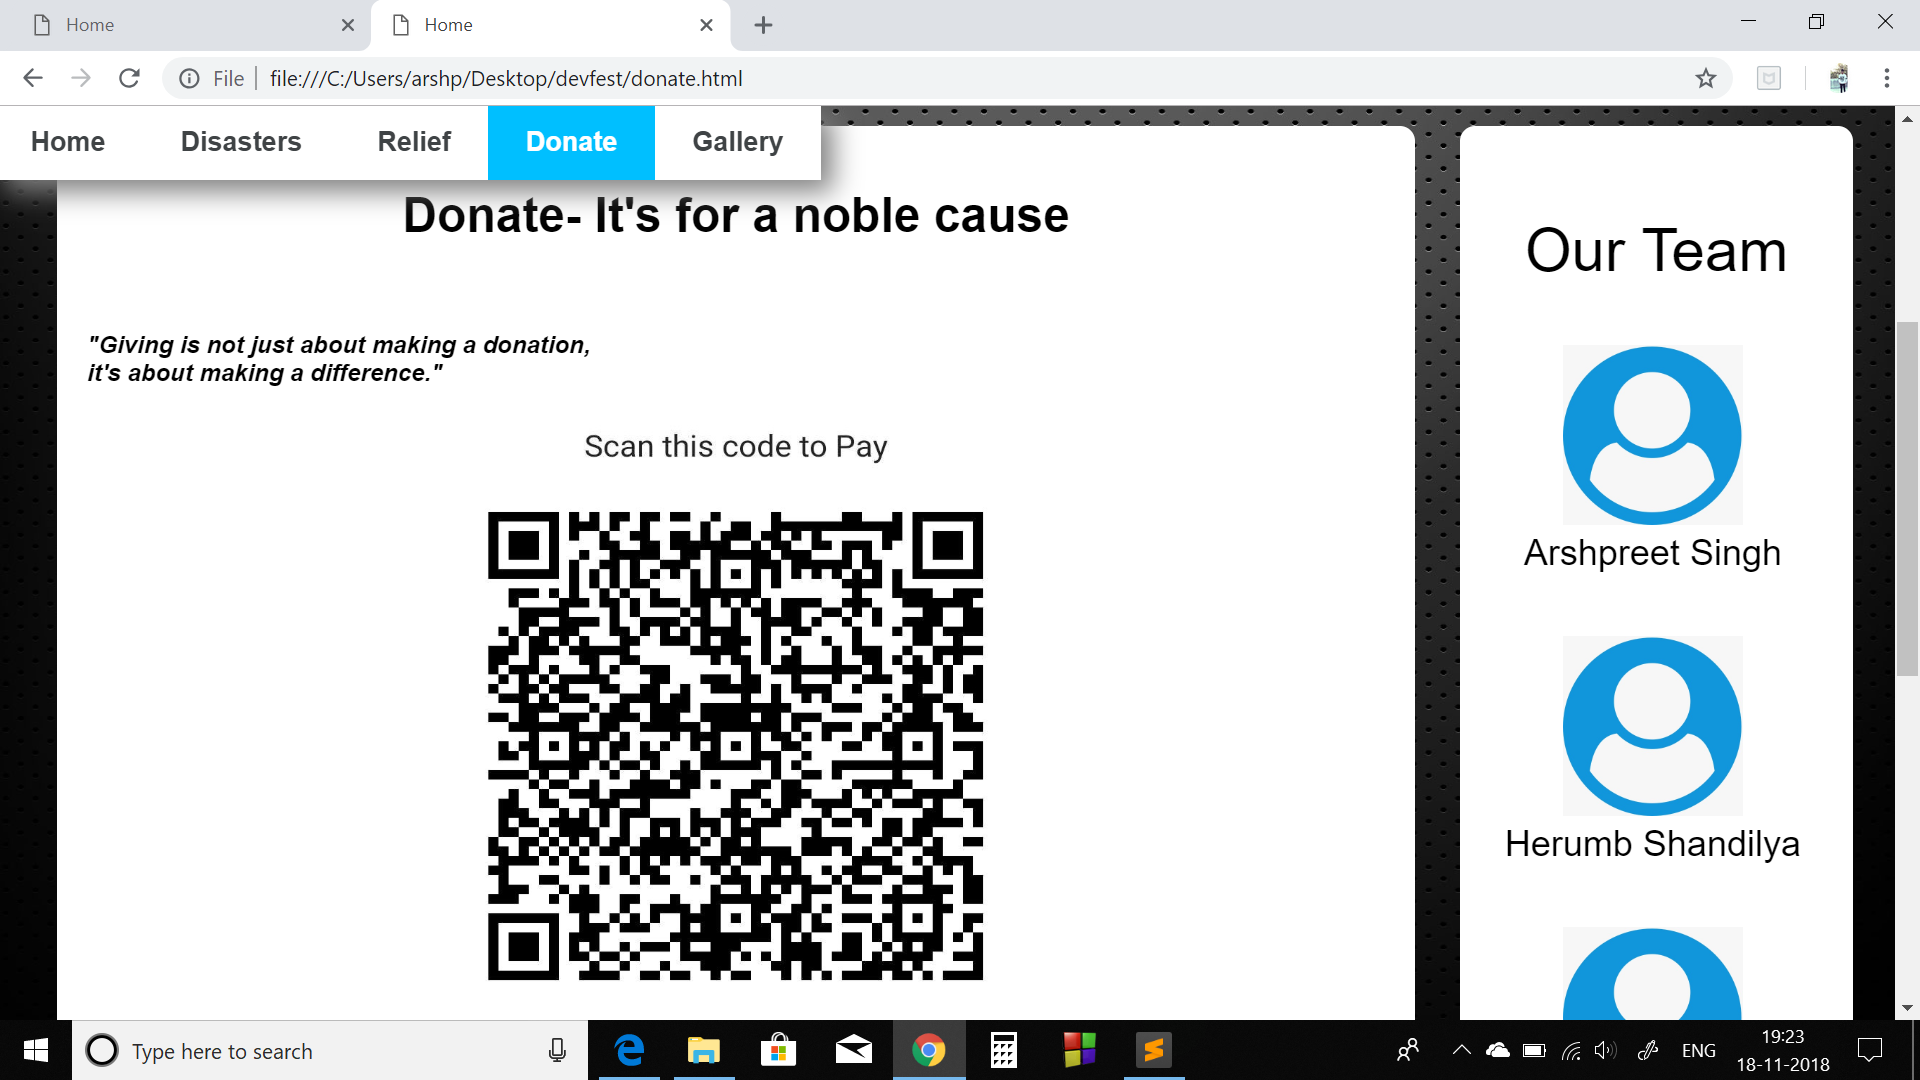 Home
Home
File
file:///C:/Users/arshp/Desktop/devfest/donate.html
Home Disasters Relief Donate Gallery
Donate- It's for a noble cause
"Giving is not just about making a donation,
it's about making a difference."
Scan this code to Pay
Our Team
Arshpreet Singh
Herumb Shandilya
Type here to search
ENG
19:23
18-11-2018